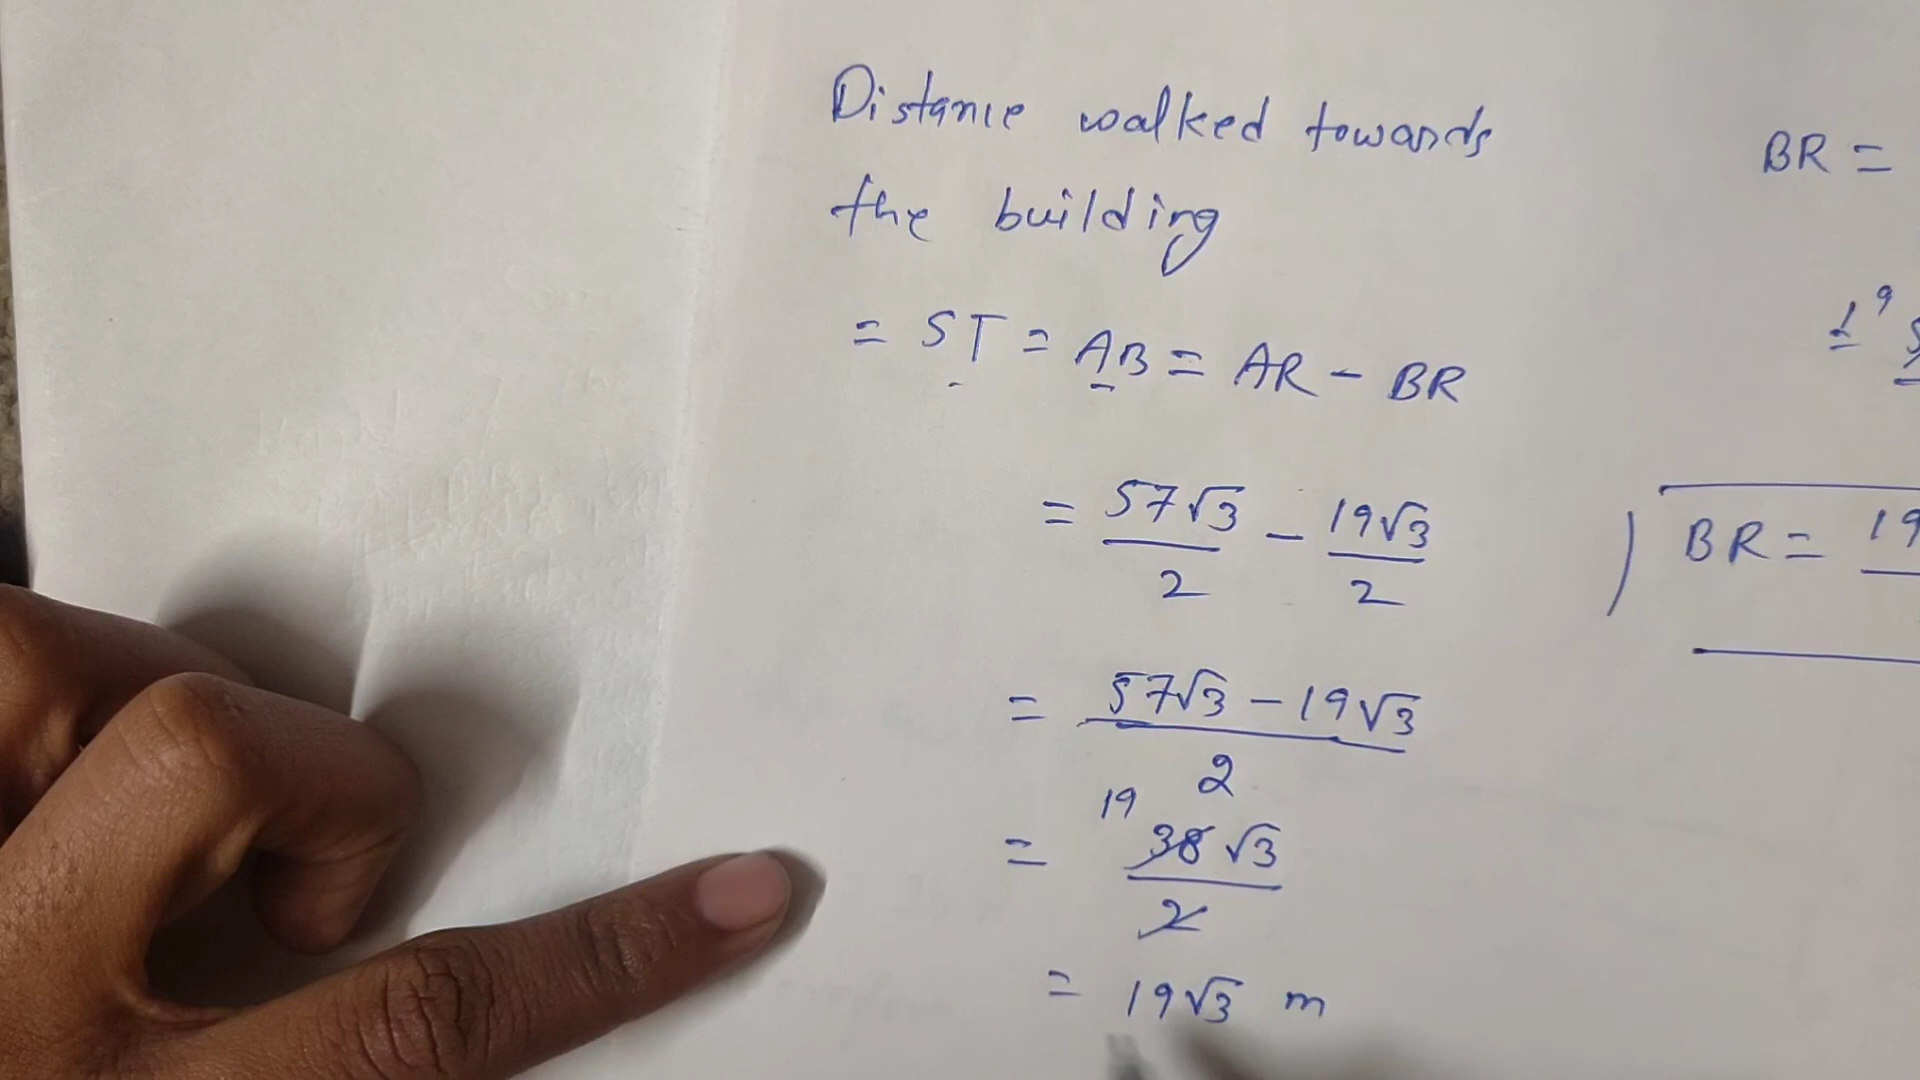 Distance walked towards
the building
= ST = AB = AR - BR
= 57√3/2 - 19√3/2
= (57√3 - 19√3)/2
= 19 38√3/2
= 19√3 m
BR =
BR = 19